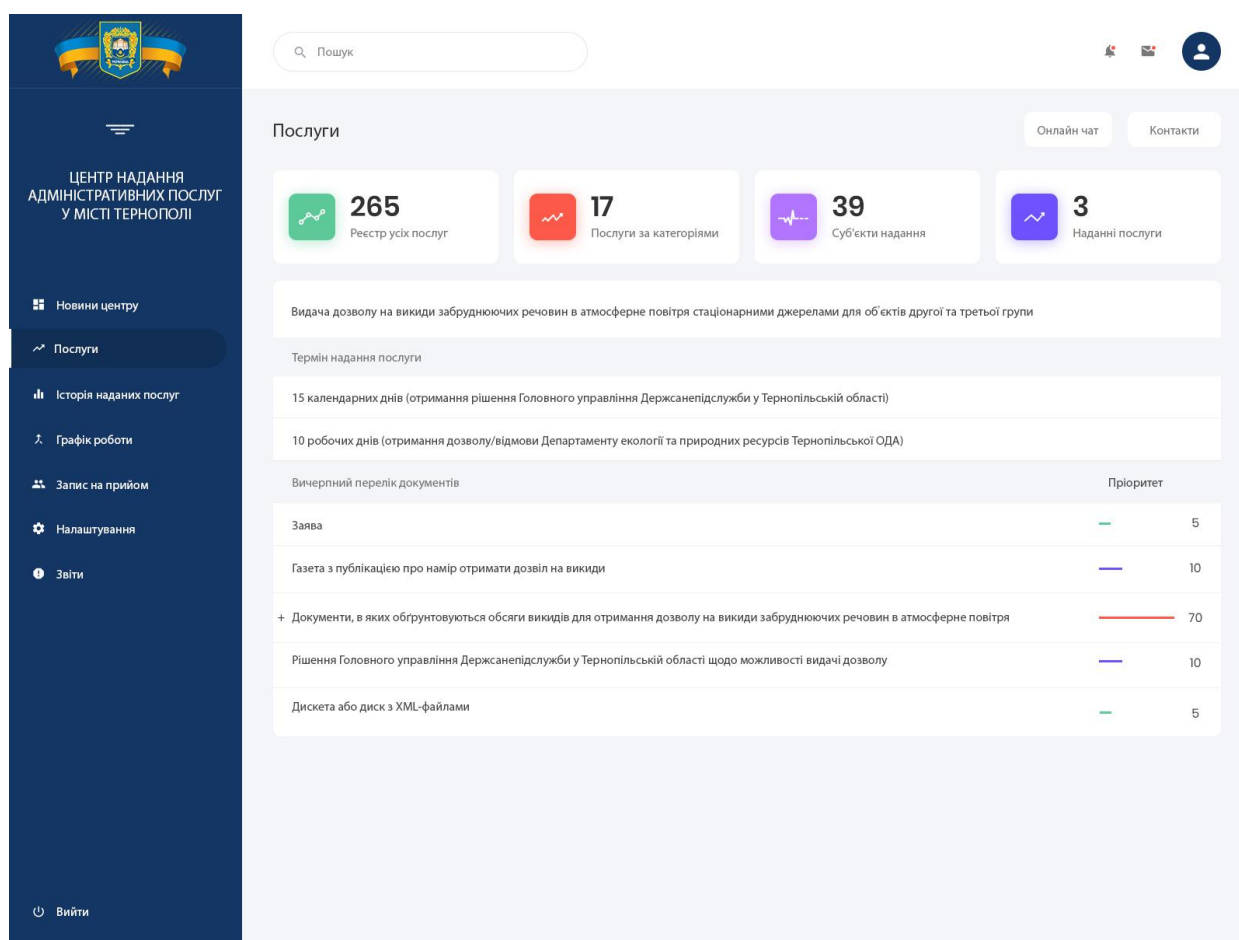 Пошук
ЦЕНТР НАДАННЯ
АДМІНІСТРАТИВНИХ ПОСЛУГ
У МІСТІ ТЕРНОПОЛІ
Новини центру
Послуги
Історія наданих послуг
Графік роботи
Запис на прийом
Налаштування
Звіти
Вийти
Послуги
Онлайн чат
Контакти
265
Реєстр усіх послуг
17
Послуги за категоріями
39
Суб'єкти надання
3
Наданні послуги
Видача дозволу на викиди забруднюючих речовин в атмосферне повітря стаціонарними джерелами для об'єктів другої та третьої групи
Термін надання послуги
15 календарних днів (отримання рішення Головного управління Держсанепідслужби у Тернопільській області)
10 робочих днів (отримання дозволу/відмови Департаменту екології та природних ресурсів Тернопільської ОДА)
Вичерпний перелік документів Пріоритет
Заява 5
Газета з публікацією про намір отримати дозвіл на викиди 10
+ Документи, в яких обґрунтовуються обсяги викидів для отримання дозволу на викиди забруднюючих речовин в атмосферне повітря 70
Рішення Головного управління Держсанепідслужби у Тернопільській області щодо можливості видачі дозволу 10
Дискета або диск з XML-файлами 5